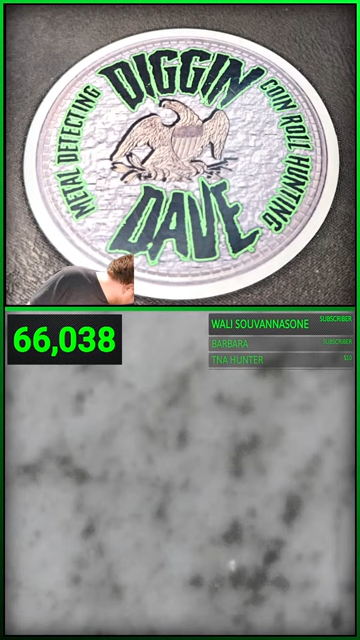 DIGGIN
METAL DETECTING
COIN ROLL HUNTING
DAVE
66,038
WALI SOUVANNASONE SUBSCRIBER
BARBARA SUBSCRIBER
TNA HUNTER $10